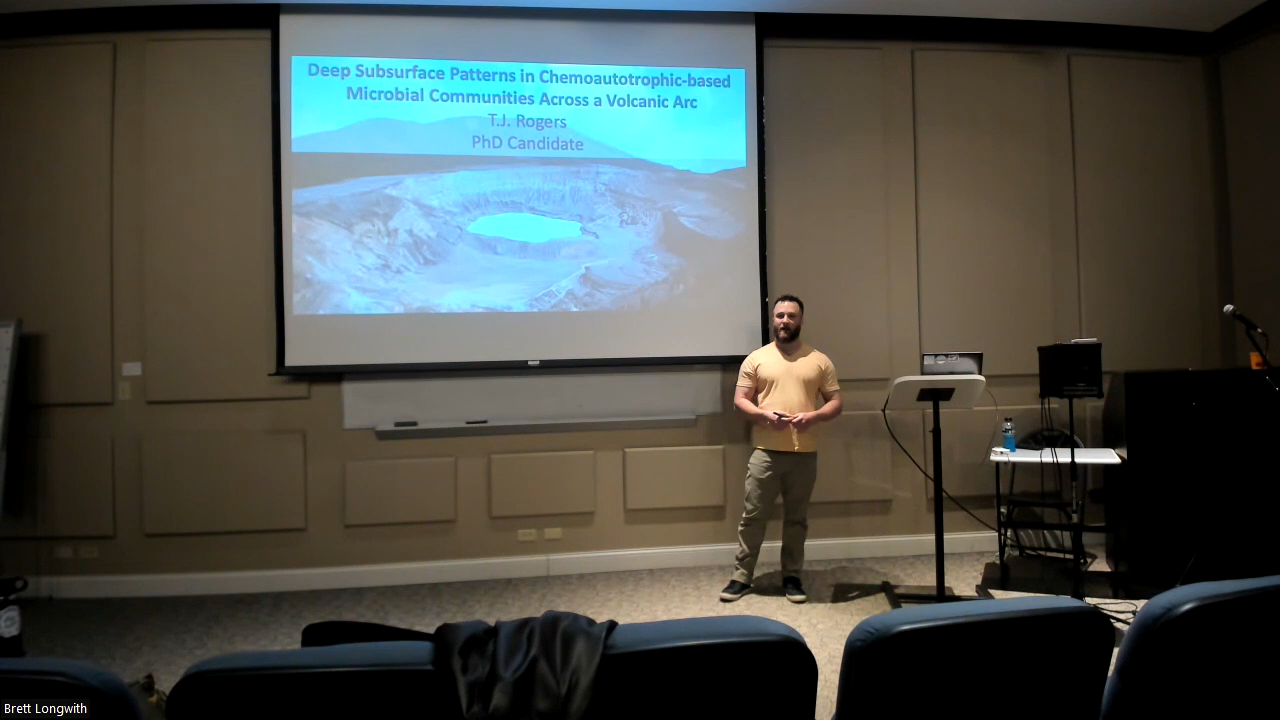 Deep Subsurface Patterns in Chemoautotrophic-based
Microbial Communities Across a Volcanic Arc
T.J. Rogers
PhD Candidate
Brett Longwith